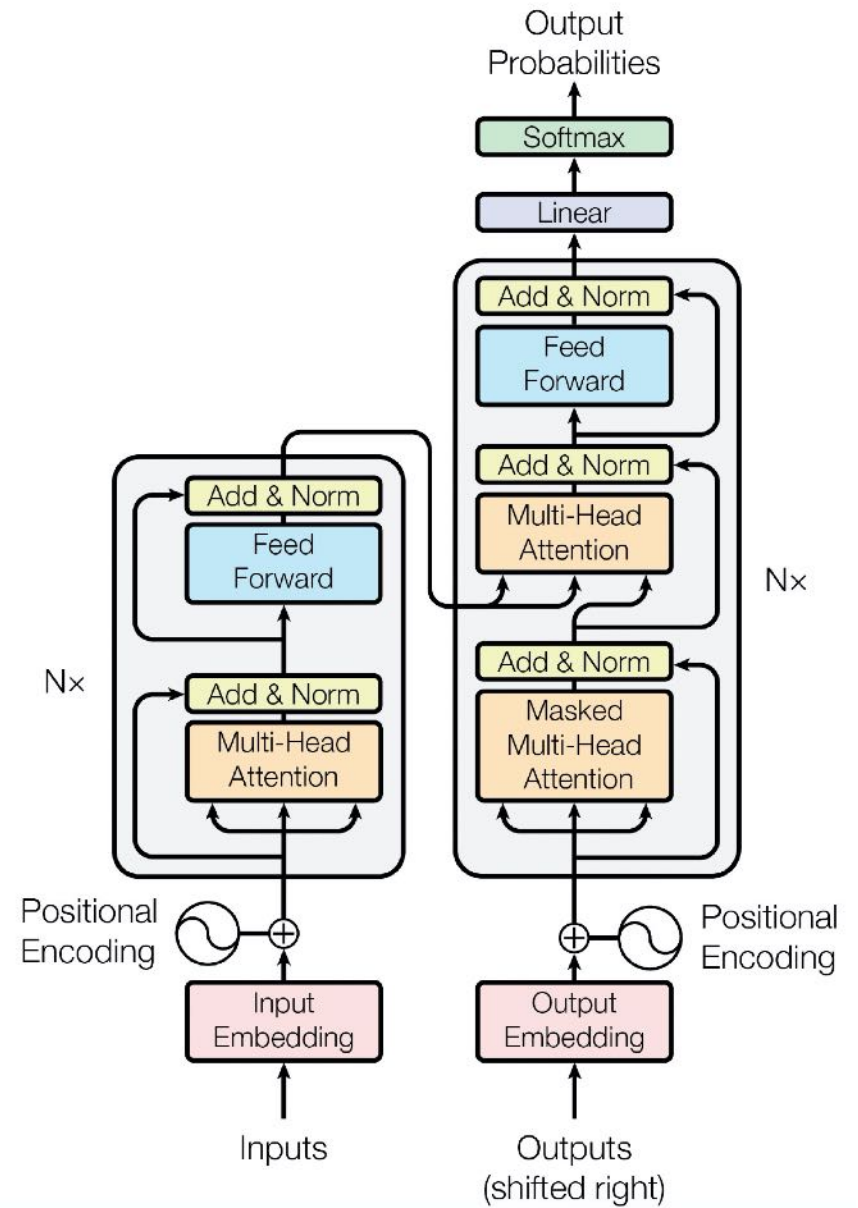 Output
Probabilities
Softmax
Linear
Add & Norm
Feed
Forward
Add & Norm
Multi-Head
Attention
Nx
Add & Norm
Masked
Multi-Head
Attention
Add & Norm
Feed
Forward
Nx
Add & Norm
Multi-Head
Attention
Positional
Encoding
Positional
Encoding
Input
Embedding
Output
Embedding
Inputs
Outputs
(shifted right)